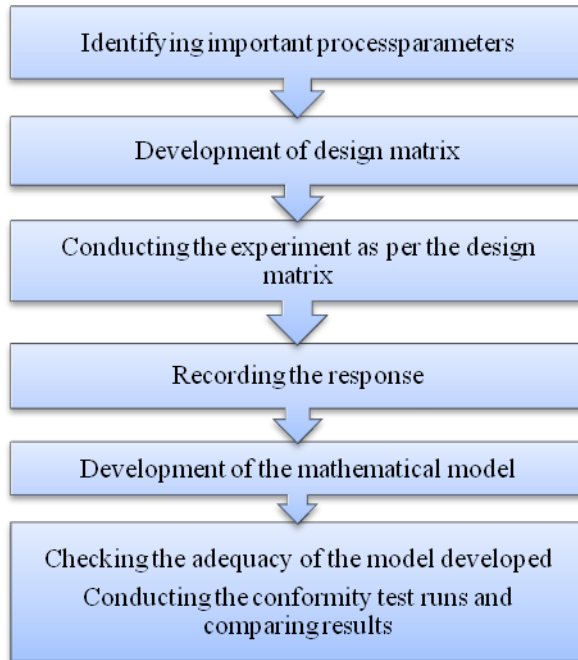 Identifying important processparameters
Development of design matrix
Conducting the experiment as per the design
matrix
Recording the response
Development of the mathematical model
Checking the adequacy of the model developed
Conducting the conformity test runs and
comparing results